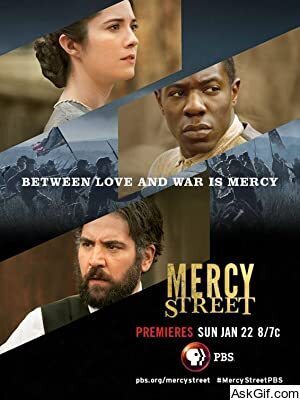 BETWEEN LOVE AND WAR IS MERCY
MERCY
STREET
PREMIERES SUN JAN 22 8/7c
PBS
pbs.org/mercystreet #MercyStreetPBS
AskGif.com